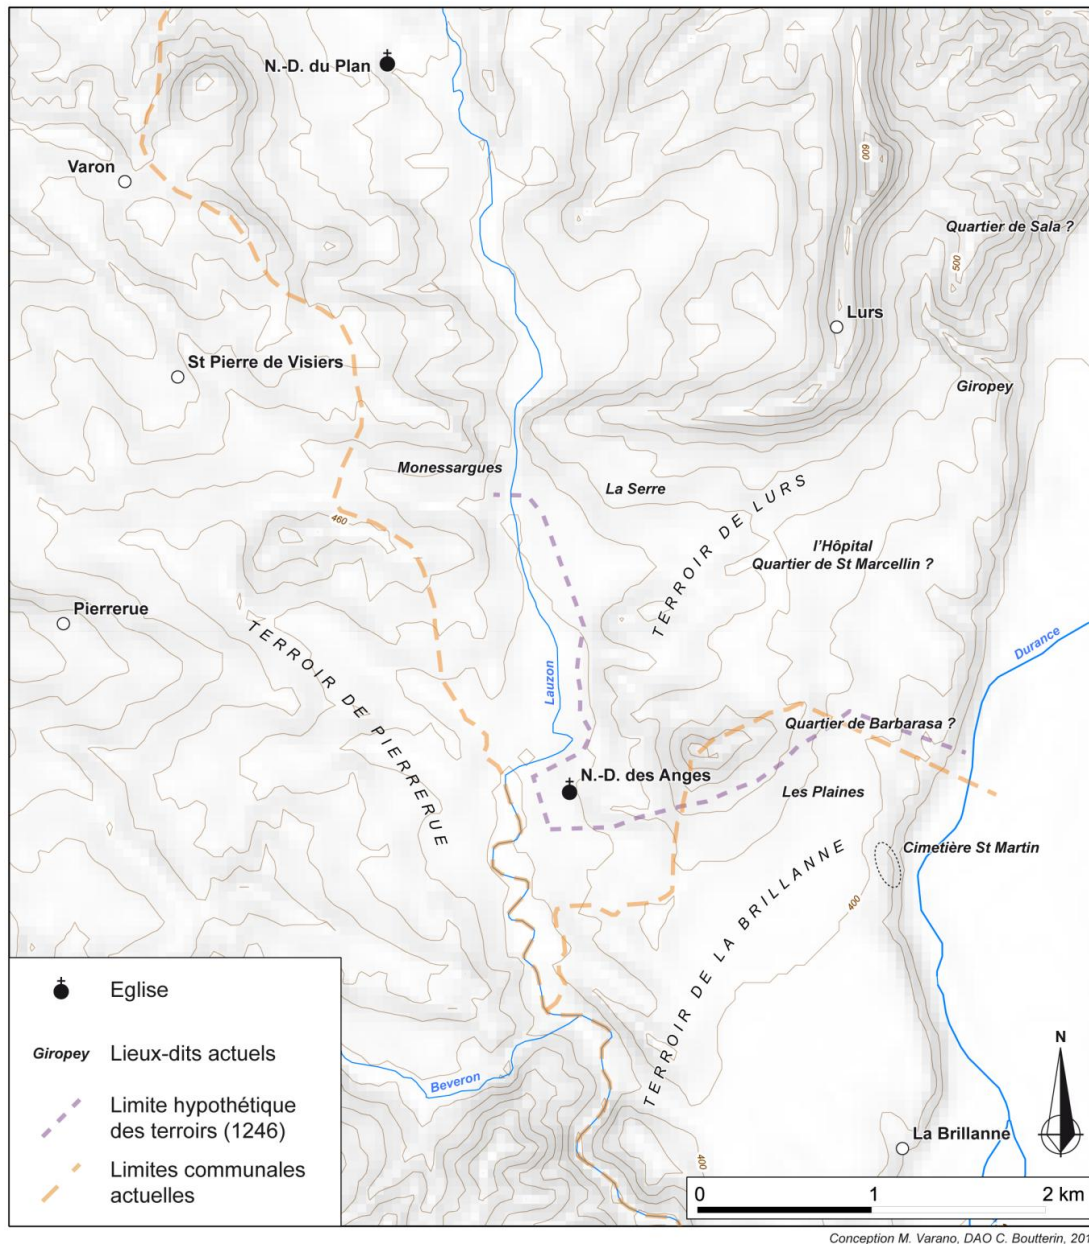 N.-D. du Plan
Varon
600
Quartier de Sala ?
500
Lurs
St Pierre de Visiers
Giropey
Monessargues
La Serre
TERROIR DE LURS
460
l'Hôpital
Quartier de St Marcellin ?
Pierrerue
TERROIR DE PIERRERUE
Durance
Lauzon
Quartier de Barbarasa ?
N.-D. des Anges
Les Plaines
Cimetière St Martin
400
TERROIR DE LA BRILLANNE
Eglise
Giropey Lieux-dits actuels
Beveron
Limite hypothétique
des terroirs (1246)
Limites communales
actuelles
N
La Brillanne
400
0 1 2 km
Conception M. Varano, DAO C. Boutterin,